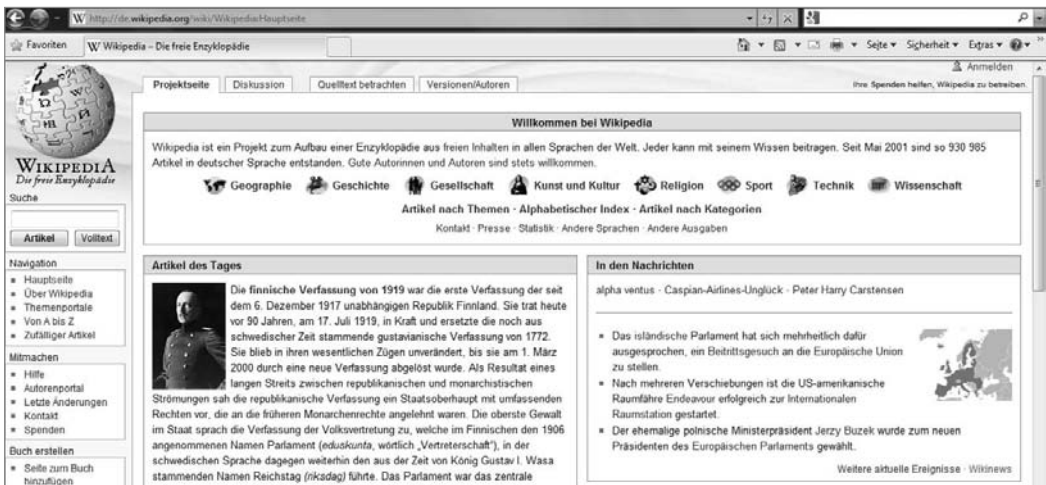 http://de.wikipedia.org/wiki/Wikipedia:Hauptseite
Favoriten
Wikipedia – Die freie Enzyklopädie
Seite
Sicherheit
Extras
Anmelden
Projektseite
Diskussion
Quelltext betrachten
Versionen/Autoren
Ihre Spenden helfen, Wikipedia zu betreiben.
WIKIPEDIA
Die freie Enzyklopädie
Suche
Artikel
Volltext
Navigation
Hauptseite
Über Wikipedia
Themenportale
Von A bis Z
Zufälliger Artikel
Mitmachen
Hilfe
Autorenportal
Letzte Änderungen
Kontakt
Spenden
Buch erstellen
Seite zum Buch
hinzufügen
Willkommen bei Wikipedia
Wikipedia ist ein Projekt zum Aufbau einer Enzyklopädie aus freien Inhalten in allen Sprachen der Welt. Jeder kann mit seinem Wissen beitragen. Seit Mai 2001 sind so 930 985
Artikel in deutscher Sprache entstanden. Gute Autorinnen und Autoren sind stets willkommen.
Geographie Geschichte Gesellschaft Kunst und Kultur Religion Sport Technik Wissenschaft
Artikel nach Themen · Alphabetischer Index · Artikel nach Kategorien
Kontakt · Presse · Statistik · Andere Sprachen · Andere Ausgaben
Artikel des Tages
Die finnische Verfassung von 1919 war die erste Verfassung der seit
dem 6. Dezember 1917 unabhängigen Republik Finnland. Sie trat heute
vor 90 Jahren, am 17. Juli 1919, in Kraft und ersetzte die noch aus
schwedischer Zeit stammende gustavianische Verfassung von 1772.
Sie blieb in ihren wesentlichen Zügen unverändert, bis sie am 1. März
2000 durch eine neue Verfassung abgelöst wurde. Als Resultat eines
langen Streits zwischen republikanischen und monarchistischen
Strömungen sah die republikanische Verfassung ein Staatsoberhaupt mit umfassenden
Rechten vor, die an die früheren Monarchenrechte angelehnt waren. Die oberste Gewalt
im Staat sprach die Verfassung der Volksvertretung zu, welche im Finnischen den 1906
angenommenen Namen Parlament (eduskunta, wörtlich „Vertreterschaft"), in der
schwedischen Sprache dagegen weiterhin den aus der Zeit von König Gustav I. Wasa
stammenden Namen Reichstag (riksdag) führte. Das Parlament war das zentrale
In den Nachrichten
alpha ventus · Caspian-Airlines-Unglück · Peter Harry Carstensen
Das isländische Parlament hat sich mehrheitlich dafür
ausgesprochen, ein Beitrittsgesuch an die Europäische Union
zu stellen.
Nach mehreren Verschiebungen ist die US-amerikanische
Raumfähre Endeavour erfolgreich zur Internationalen
Raumstation gestartet.
Der ehemalige polnische Ministerpräsident Jerzy Buzek wurde zum neuen
Präsidenten des Europäischen Parlaments gewählt.
Weitere aktuelle Ereignisse · Wikinews